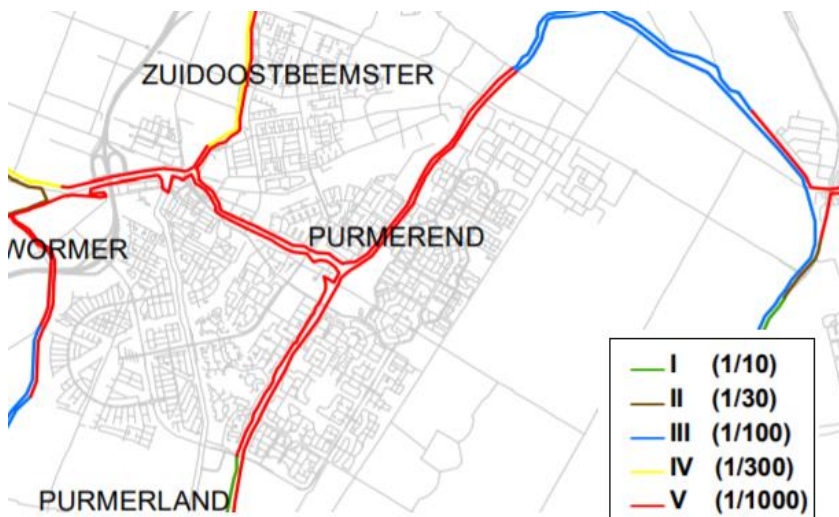 ZUIDOOSTBEEMSTER
PURMEREND
WORMER
PURMERLAND
I (1/10)
II (1/30)
III (1/100)
IV (1/300)
V (1/1000)